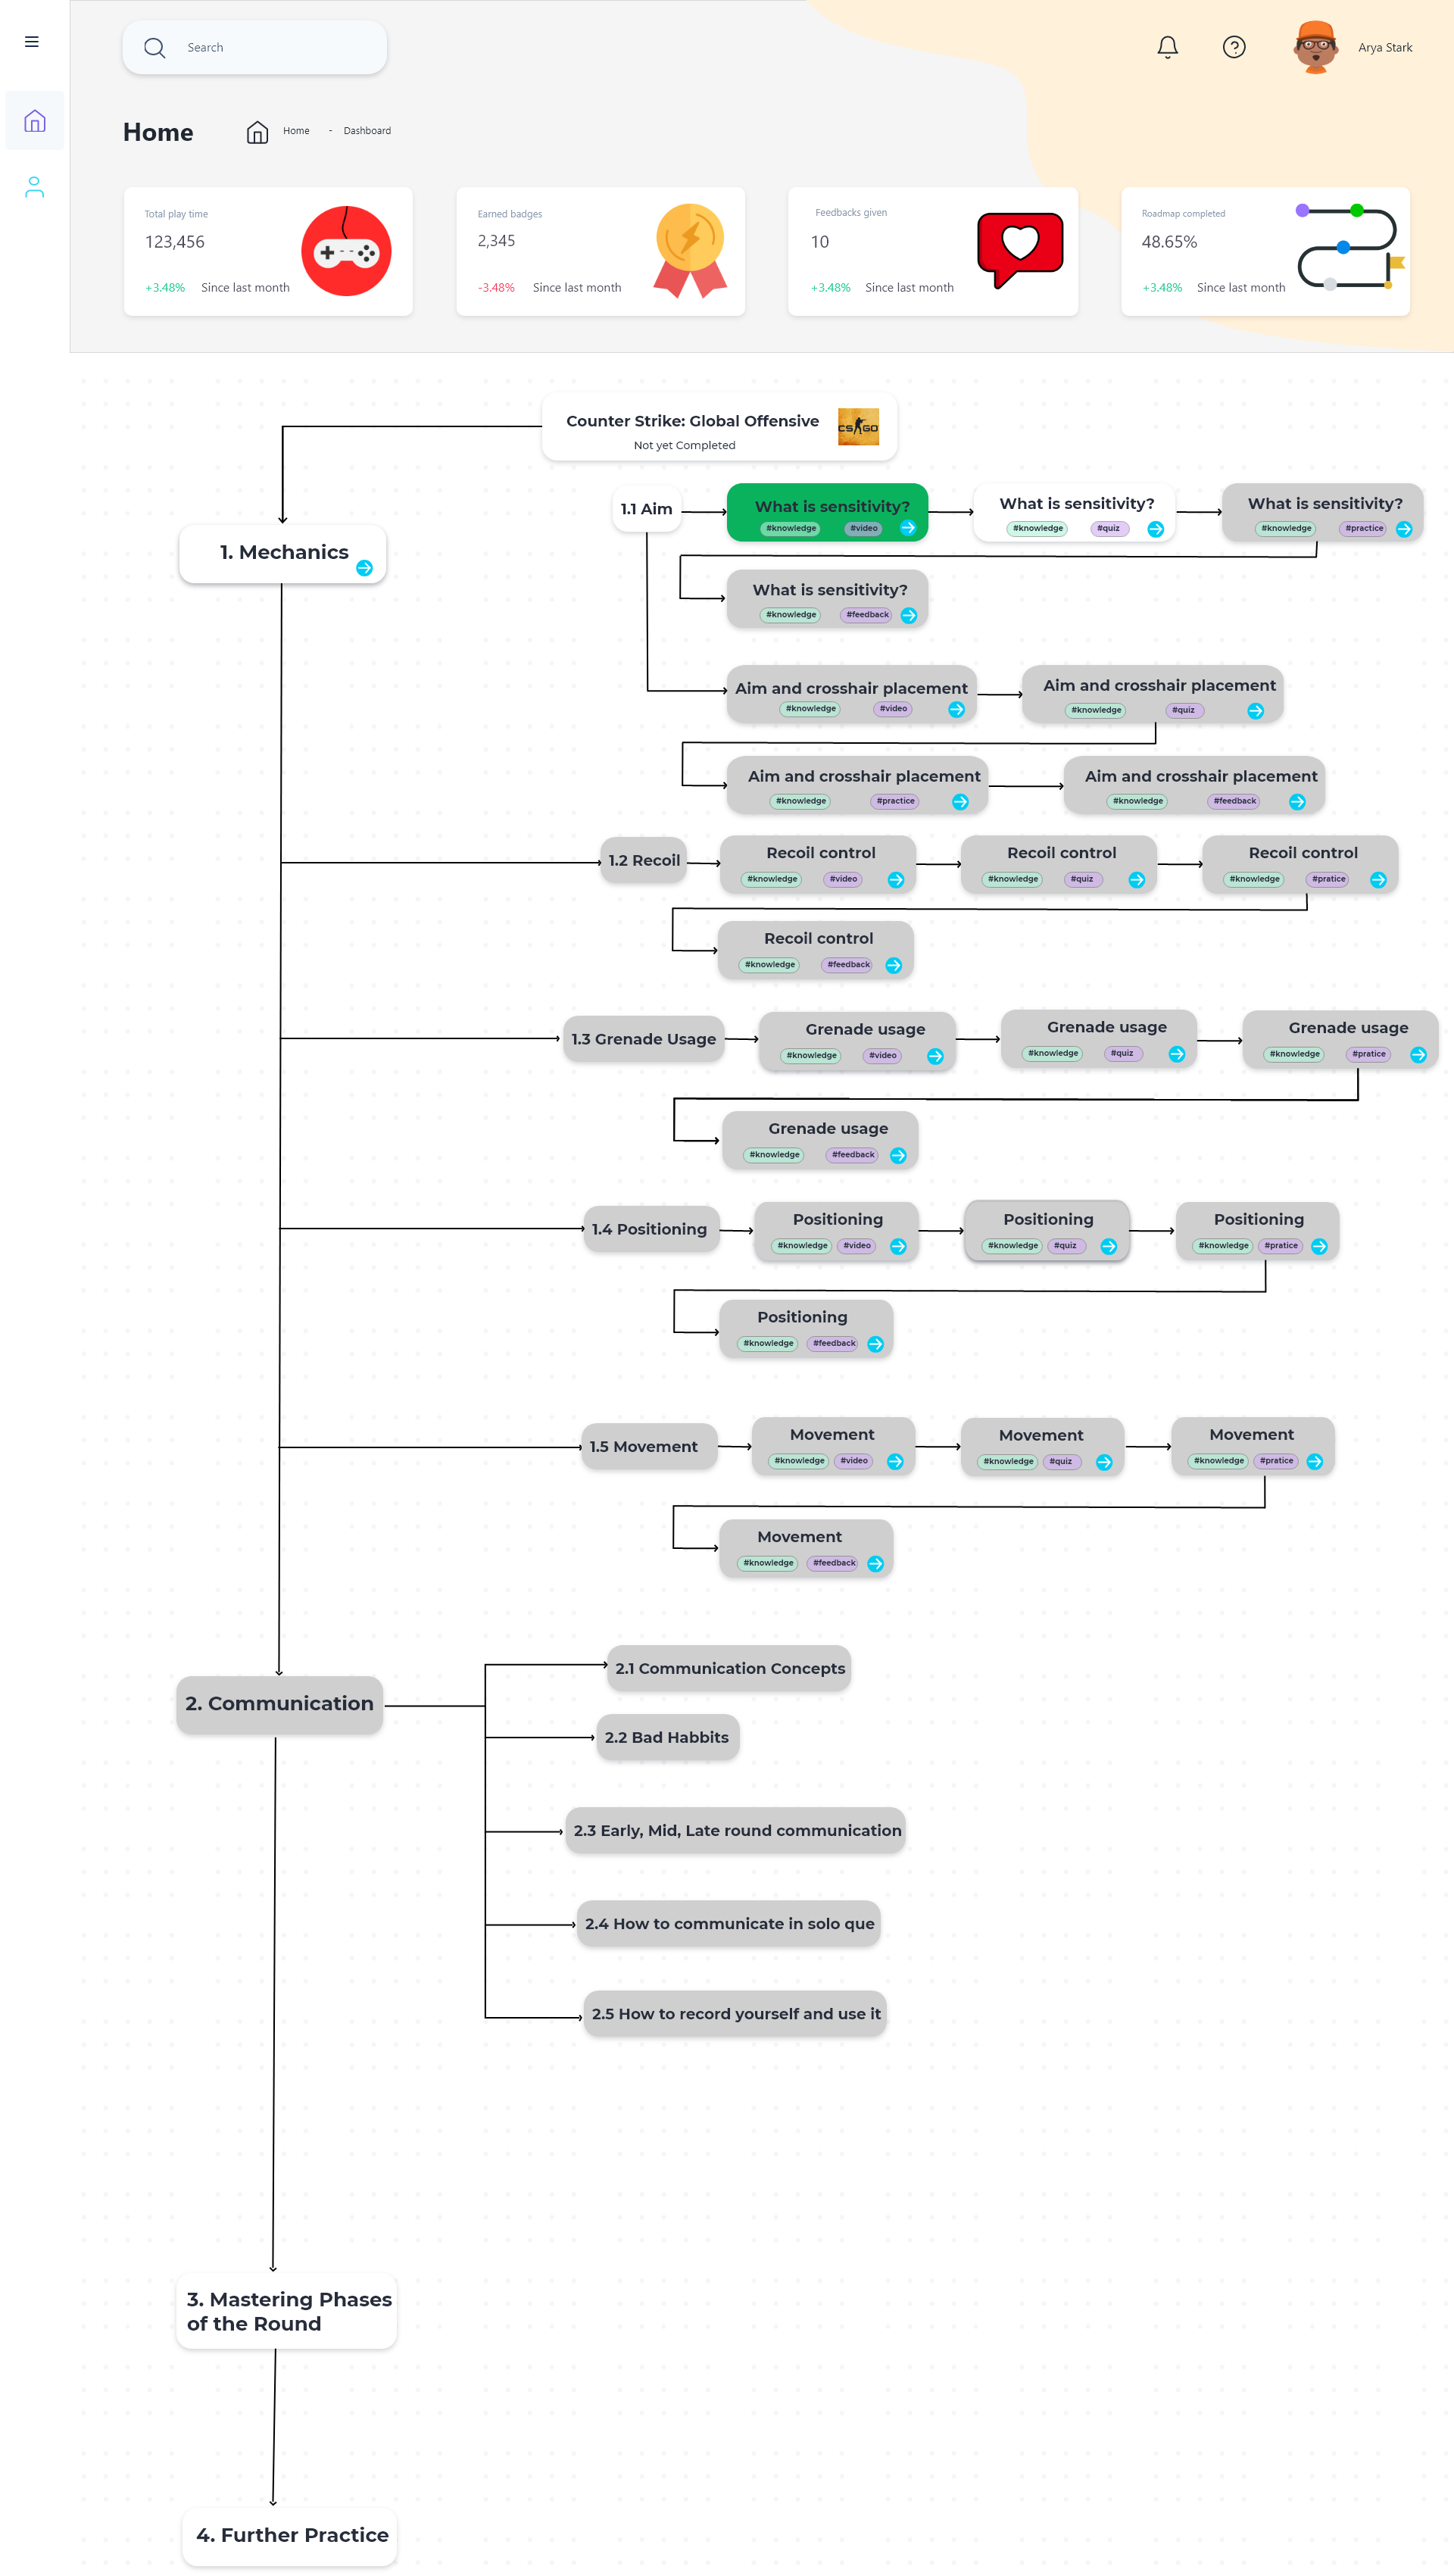 Search
Arya Stark
Home
Home - Dashboard
Total play time
123,456
+3.48% Since last month
Earned badges
2,345
-3.48% Since last month
Feedbacks given
10
+3.48% Since last month
Roadmap completed
48.65%
+3.48% Since last month
Counter Strike: Global Offensive
Not yet Completed
CS GO
1. Mechanics
1.1 Aim
What is sensitivity?
#knowledge #video
What is sensitivity?
#knowledge #quiz
What is sensitivity?
#knowledge #practice
What is sensitivity?
#knowledge #feedback
Aim and crosshair placement
#knowledge #video
Aim and crosshair placement
#knowledge #quiz
Aim and crosshair placement
#knowledge #practice
Aim and crosshair placement
#knowledge #feedback
1.2 Recoil
Recoil control
#knowledge #video
Recoil control
#knowledge #quiz
Recoil control
#knowledge #pratice
Recoil control
#knowledge #feedback
1.3 Grenade Usage
Grenade usage
#knowledge #video
Grenade usage
#knowledge #quiz
Grenade usage
#knowledge #pratice
Grenade usage
#knowledge #feedback
1.4 Positioning
Positioning
#knowledge #video
Positioning
#knowledge #quiz
Positioning
#knowledge #pratice
Positioning
#knowledge #feedback
1.5 Movement
Movement
#knowledge #video
Movement
#knowledge #quiz
Movement
#knowledge #pratice
Movement
#knowledge #feedback
2. Communication
2.1 Communication Concepts
2.2 Bad Habbits
2.3 Early, Mid, Late round communication
2.4 How to communicate in solo que
2.5 How to record yourself and use it
3. Mastering Phases
of the Round
4. Further Practice